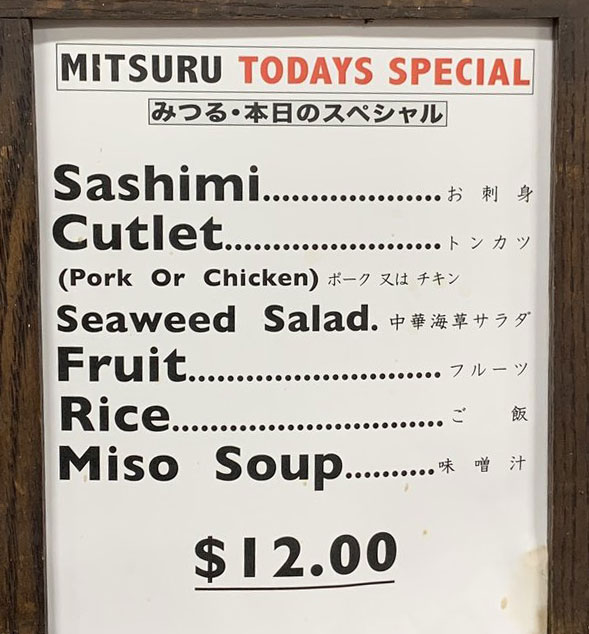 MITSURU TODAYS SPECIAL
みつる・本日のスペシャル
Sashimi....................お 刺 身
Cutlet........................トンカツ
(Pork Or Chicken) ポーク 又は チキン
Seaweed Salad. 中華海草サラダ
Fruit............................フルーツ
Rice..............................ご 飯
Miso Soup..........味 噌 汁
$12.00